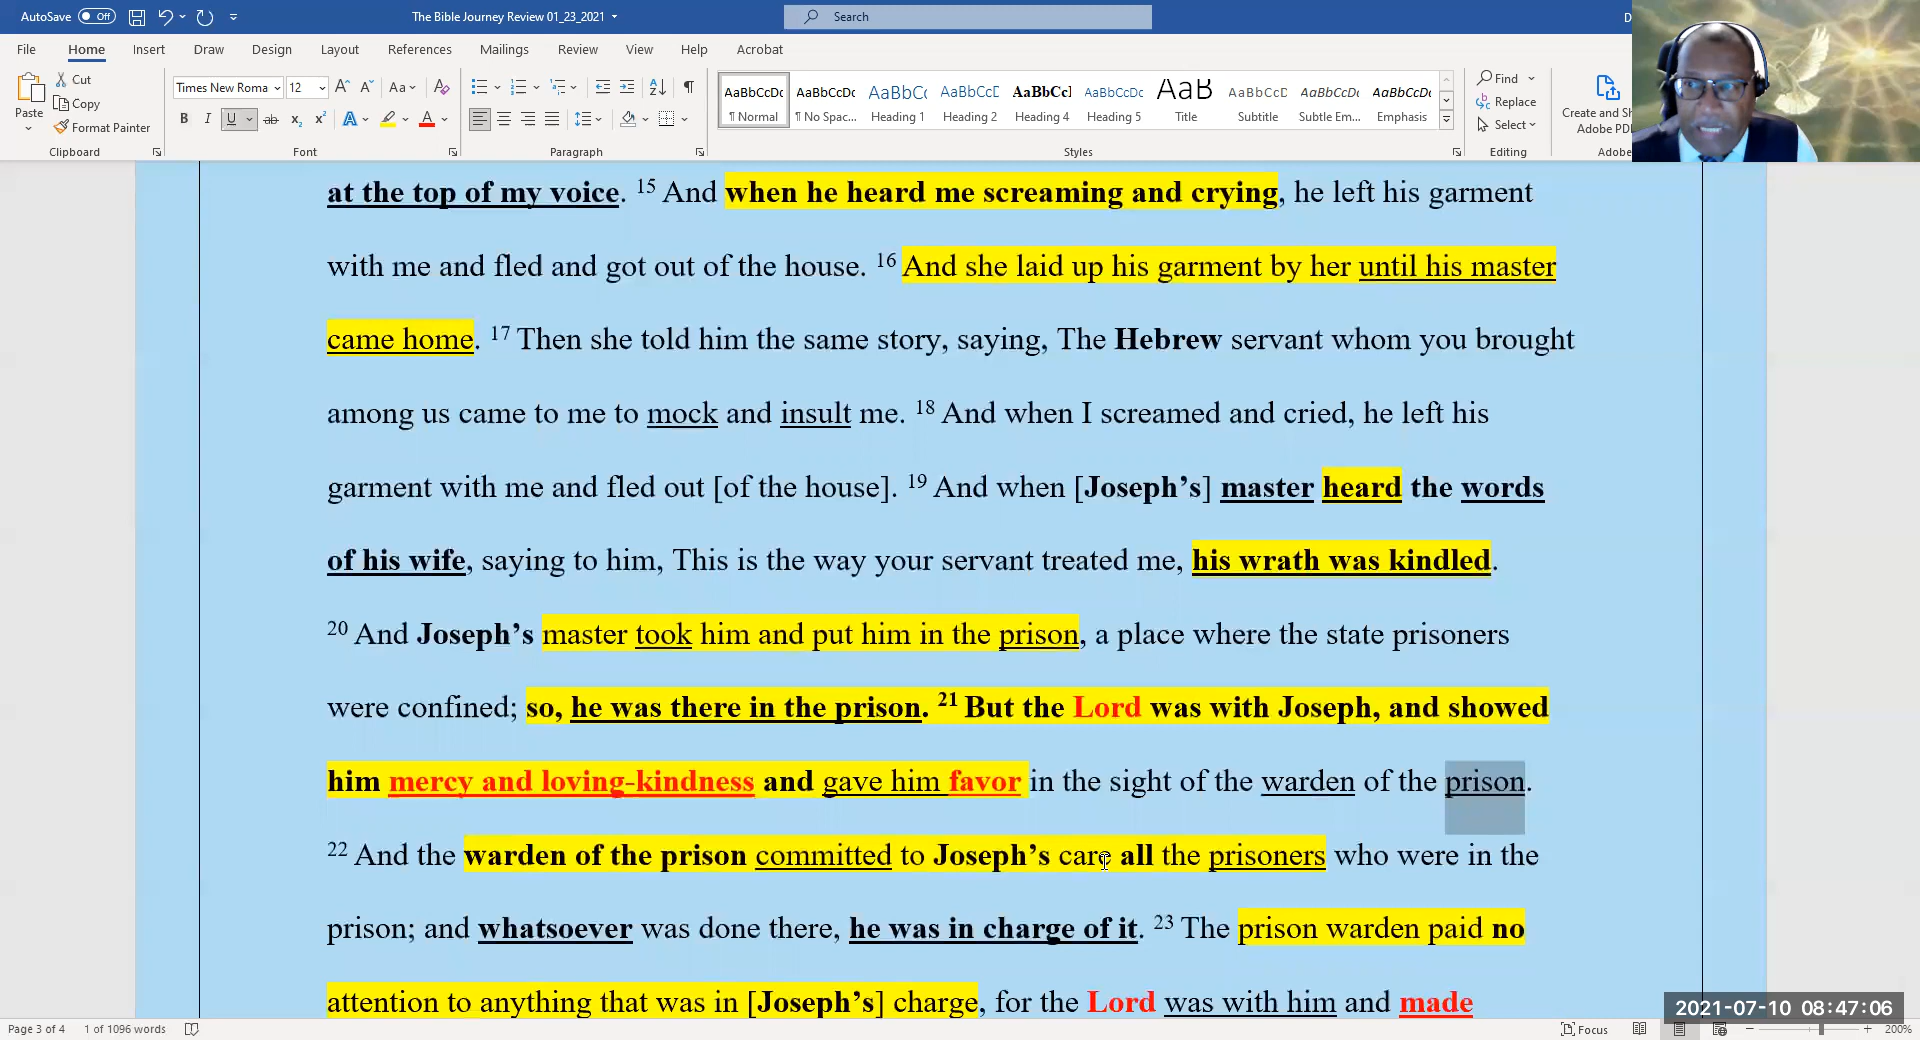 AutoSave Off The Bible Journey Review 01_23_2021 Search D
File Home Insert Draw Design Layout References Mailings Review View Help Acrobat
Cut Times New Roma 12 Find
Copy Replace
Paste Format Painter Select
AaBbCcDc AaBbCcDc AaBbCc AaBbCcD AaBbCcI AaBbCcDc AaB AaBbCcD AaBbCcDc AaBbCcDc
¶ Normal ¶ No Spac... Heading 1 Heading 2 Heading 4 Heading 5 Title Subtitle Subtle Em... Emphasis
Create and Sh
Adobe PD
Clipboard Font Paragraph Styles Editing Adobe
at the top of my voice. 15 And when he heard me screaming and crying, he left his garment
with me and fled and got out of the house. 16 And she laid up his garment by her until his master
came home. 17 Then she told him the same story, saying, The Hebrew servant whom you brought
among us came to me to mock and insult me. 18 And when I screamed and cried, he left his
garment with me and fled out [of the house]. 19 And when [Joseph’s] master heard the words
of his wife, saying to him, This is the way your servant treated me, his wrath was kindled.
20 And Joseph’s master took him and put him in the prison, a place where the state prisoners
were confined; so, he was there in the prison. 21 But the Lord was with Joseph, and showed
him mercy and loving-kindness and gave him favor in the sight of the warden of the prison.
22 And the warden of the prison committed to Joseph’s care all the prisoners who were in the
prison; and whatsoever was done there, he was in charge of it. 23 The prison warden paid no
attention to anything that was in [Joseph’s] charge, for the Lord was with him and made
2021-07-10 08:47:06
Page 3 of 4 1 of 1096 words Focus 200%